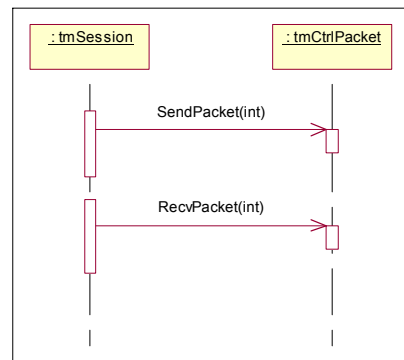 : tmSession
: tmCtrlPacket
SendPacket(int)
RecvPacket(int)